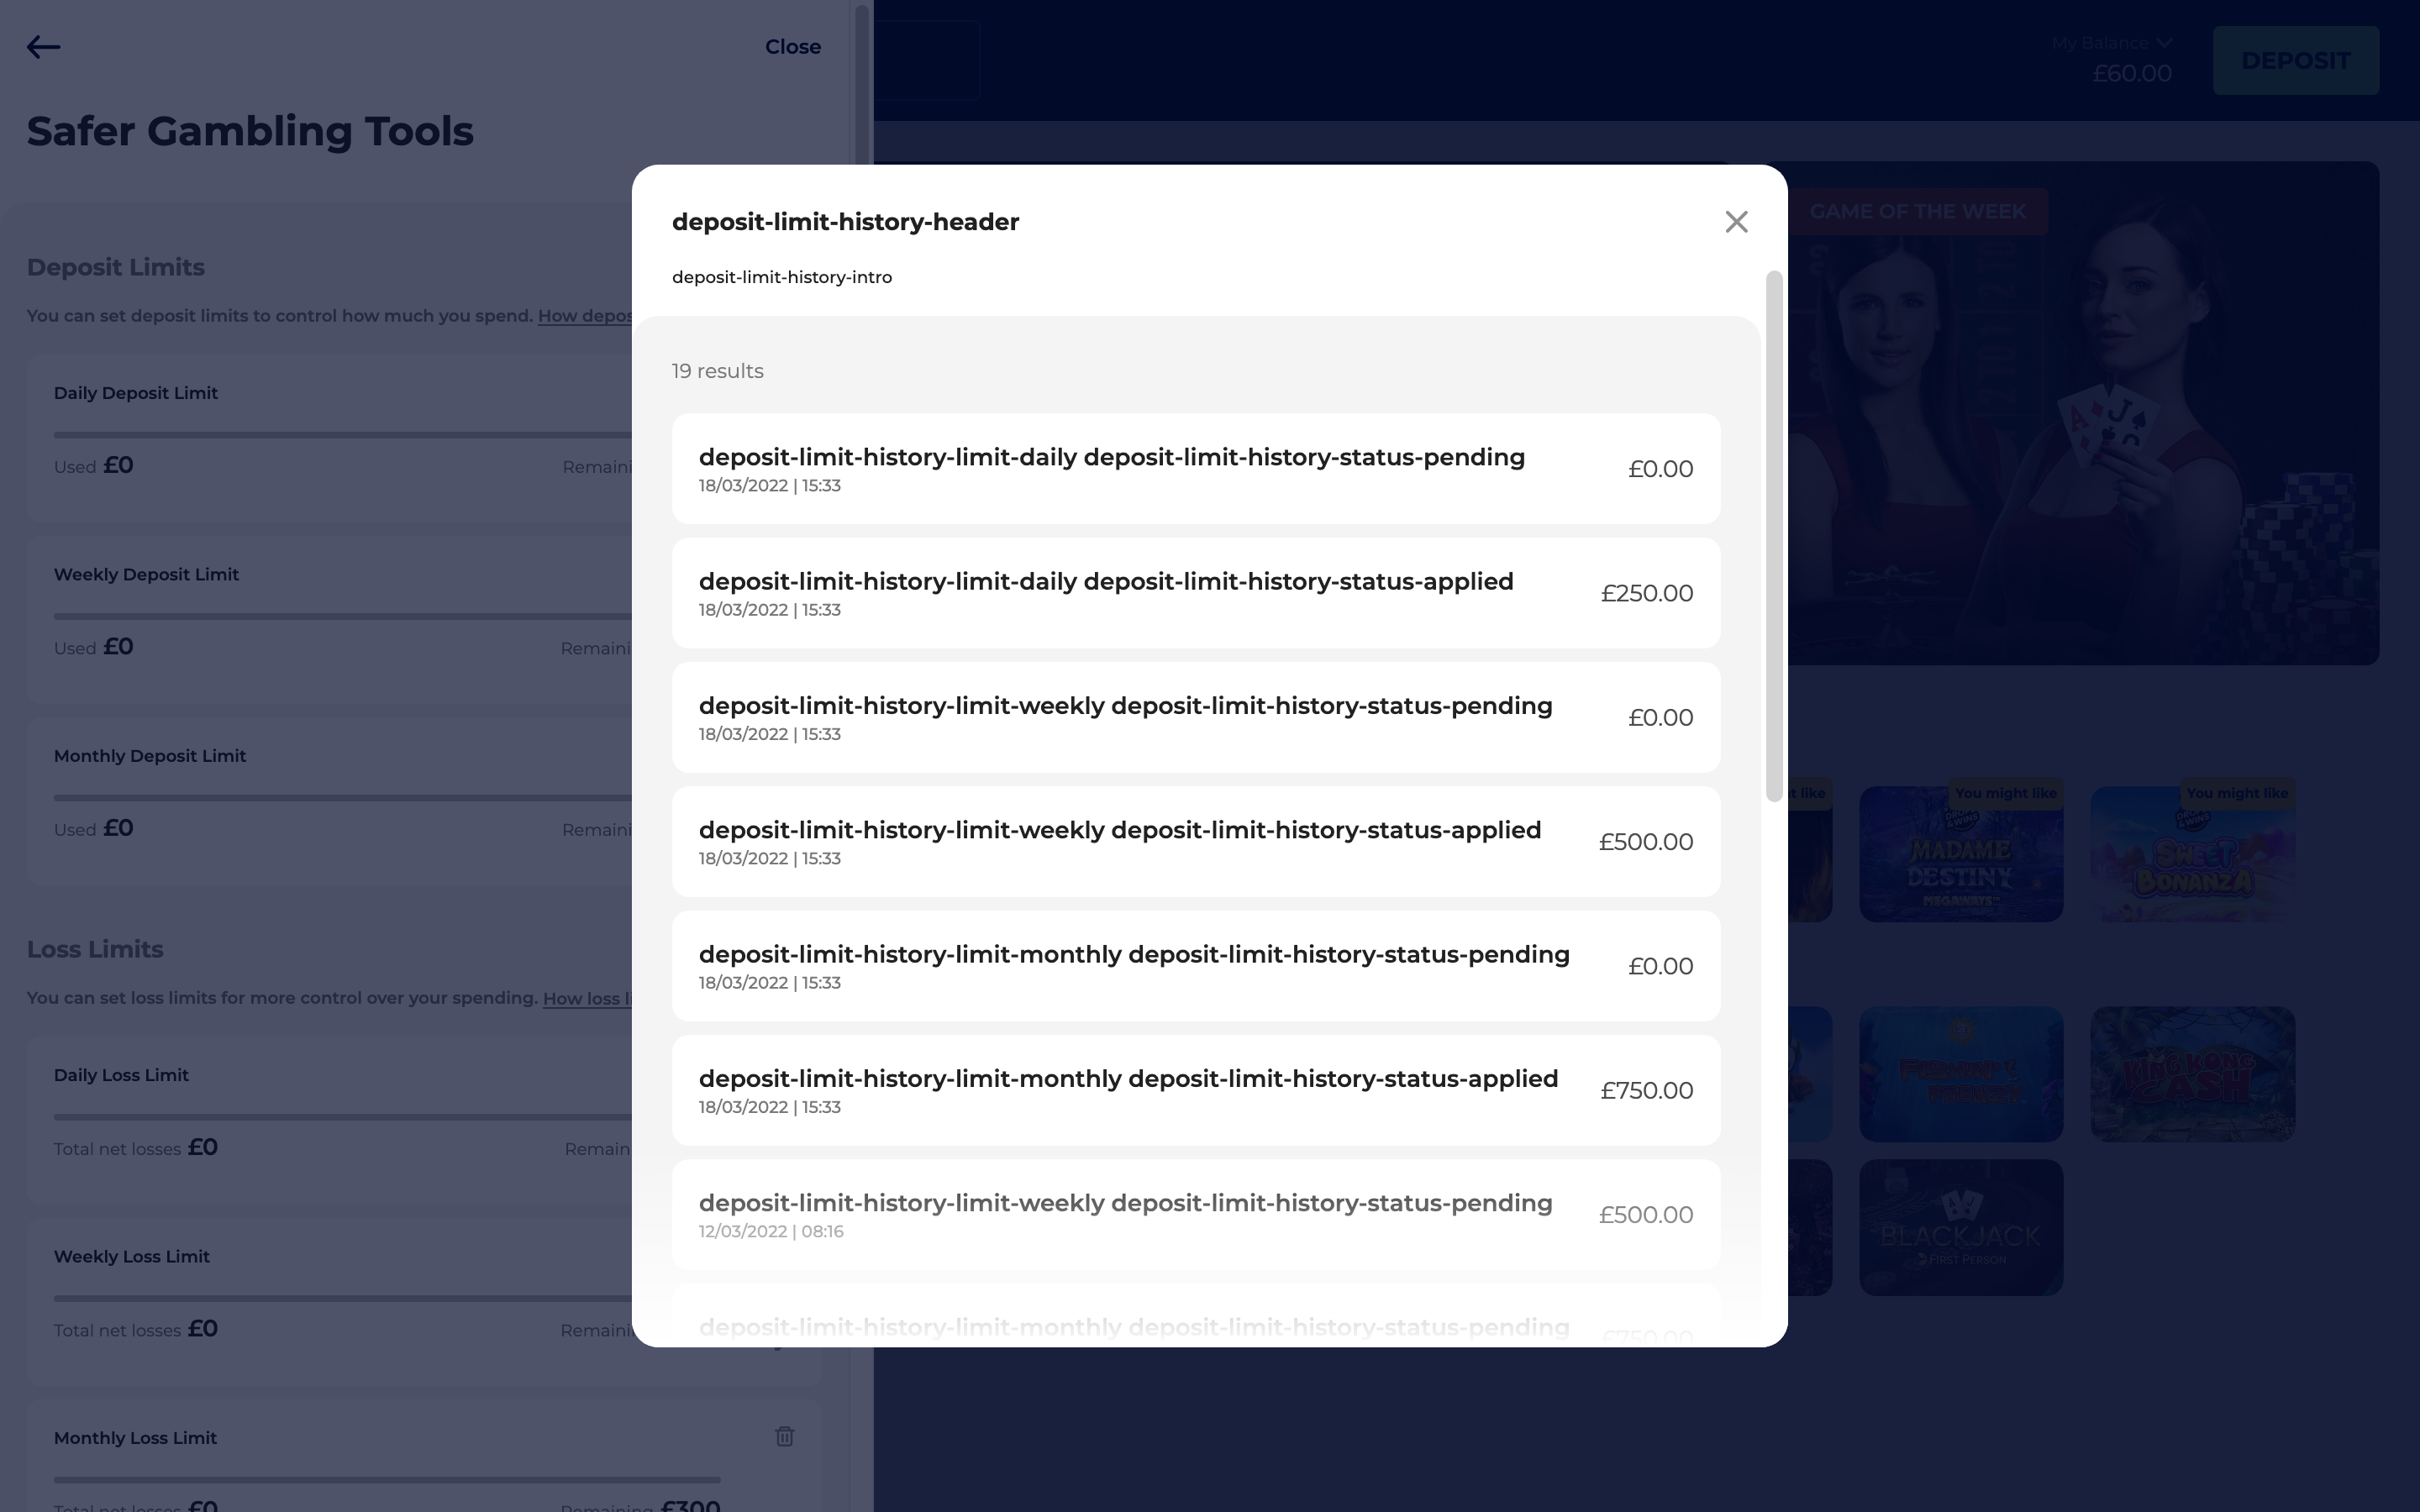 Close
My Balance
£60.00
DEPOSIT
Safer Gambling Tools
Deposit Limits
You can set deposit limits to control how much you spend. How depos
Daily Deposit Limit
Used £0
Remaini
Weekly Deposit Limit
Used £0
Remaini
Monthly Deposit Limit
Used £0
Remaini
Loss Limits
You can set loss limits for more control over your spending. How loss li
Daily Loss Limit
Total net losses £0
Remain
Weekly Loss Limit
Total net losses £0
Remaini
Monthly Loss Limit
Total net losses £0
Remaining £300
deposit-limit-history-header
deposit-limit-history-intro
19 results
deposit-limit-history-limit-daily deposit-limit-history-status-pending
18/03/2022 | 15:33
£0.00
deposit-limit-history-limit-daily deposit-limit-history-status-applied
18/03/2022 | 15:33
£250.00
deposit-limit-history-limit-weekly deposit-limit-history-status-pending
18/03/2022 | 15:33
£0.00
deposit-limit-history-limit-weekly deposit-limit-history-status-applied
18/03/2022 | 15:33
£500.00
deposit-limit-history-limit-monthly deposit-limit-history-status-pending
18/03/2022 | 15:33
£0.00
deposit-limit-history-limit-monthly deposit-limit-history-status-applied
18/03/2022 | 15:33
£750.00
deposit-limit-history-limit-weekly deposit-limit-history-status-pending
12/03/2022 | 08:16
£500.00
deposit-limit-history-limit-monthly deposit-limit-history-status-pending
£750.00
GAME OF THE WEEK
A
J
t like
You might like
You might like
MADAME
DESTINY
MEGAWAYS
SWEET
BONANZA
FISHIN'
FRENZY
KING KONG
CASH
BLACKJACK
FIRST PERSON